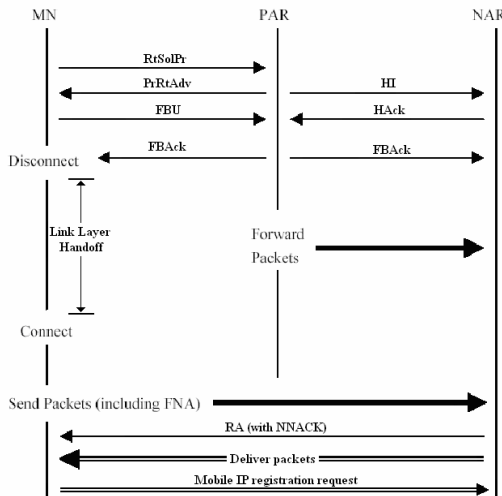 MN PAR NAR
RtSolPr
PrRtAdv HI
FBU HAck
FBAck FBAck
Disconnect
Link Layer
Handoff
Forward
Packets
Connect
Send Packets (including FNA)
RA (with NNACK)
Deliver packets
Mobile IP registration request